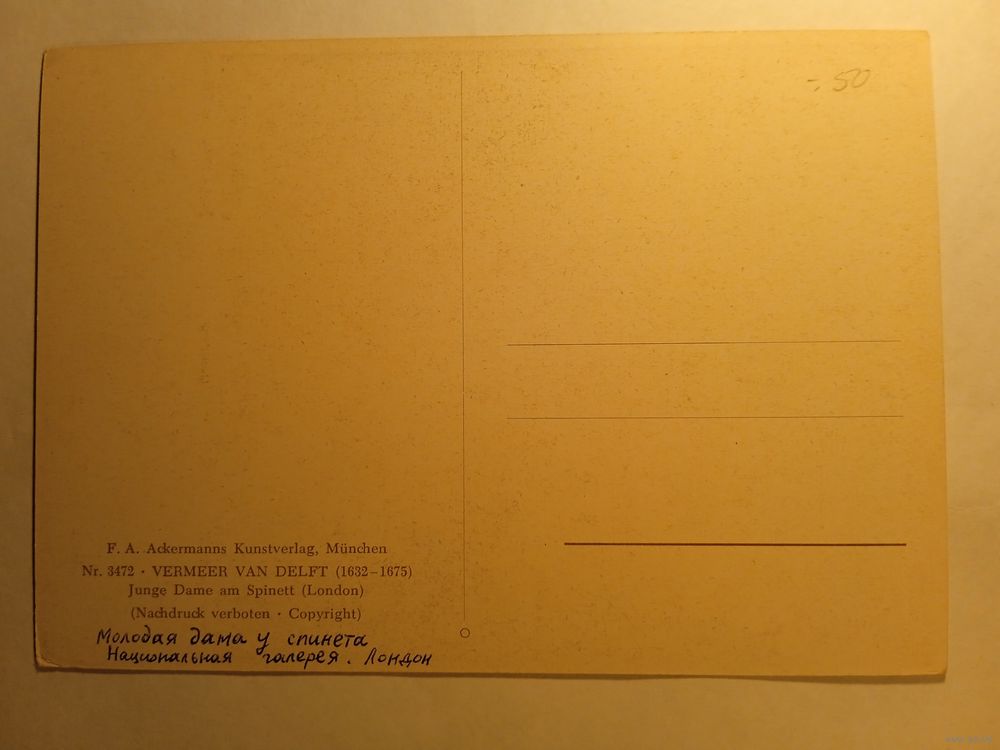 -. 50
F. A. Ackermanns Kunstverlag, München
Nr. 3472 · VERMEER VAN DELFT (1632–1675)
Junge Dame am Spinett (London)
(Nachdruck verboten · Copyright)
Молодая дама у спинета
Национальная галерея. Лондон